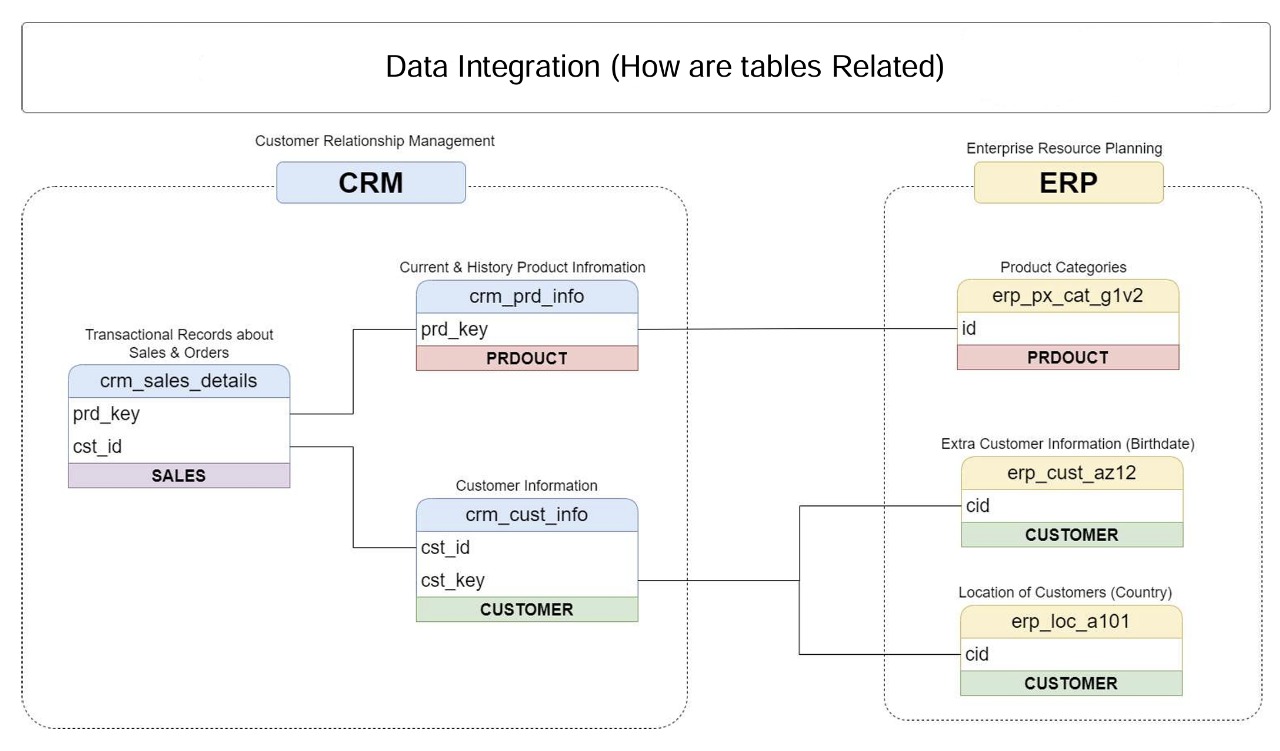 Data Integration (How are tables Related)
Customer Relationship Management
CRM
Current & History Product Infromation
crm_prd_info
prd_key
PRDOUCT
Transactional Records about
Sales & Orders
crm_sales_details
prd_key
cst_id
SALES
Customer Information
crm_cust_info
cst_id
cst_key
CUSTOMER
Enterprise Resource Planning
ERP
Product Categories
erp_px_cat_g1v2
id
PRDOUCT
Extra Customer Information (Birthdate)
erp_cust_az12
cid
CUSTOMER
Location of Customers (Country)
erp_loc_a101
cid
CUSTOMER